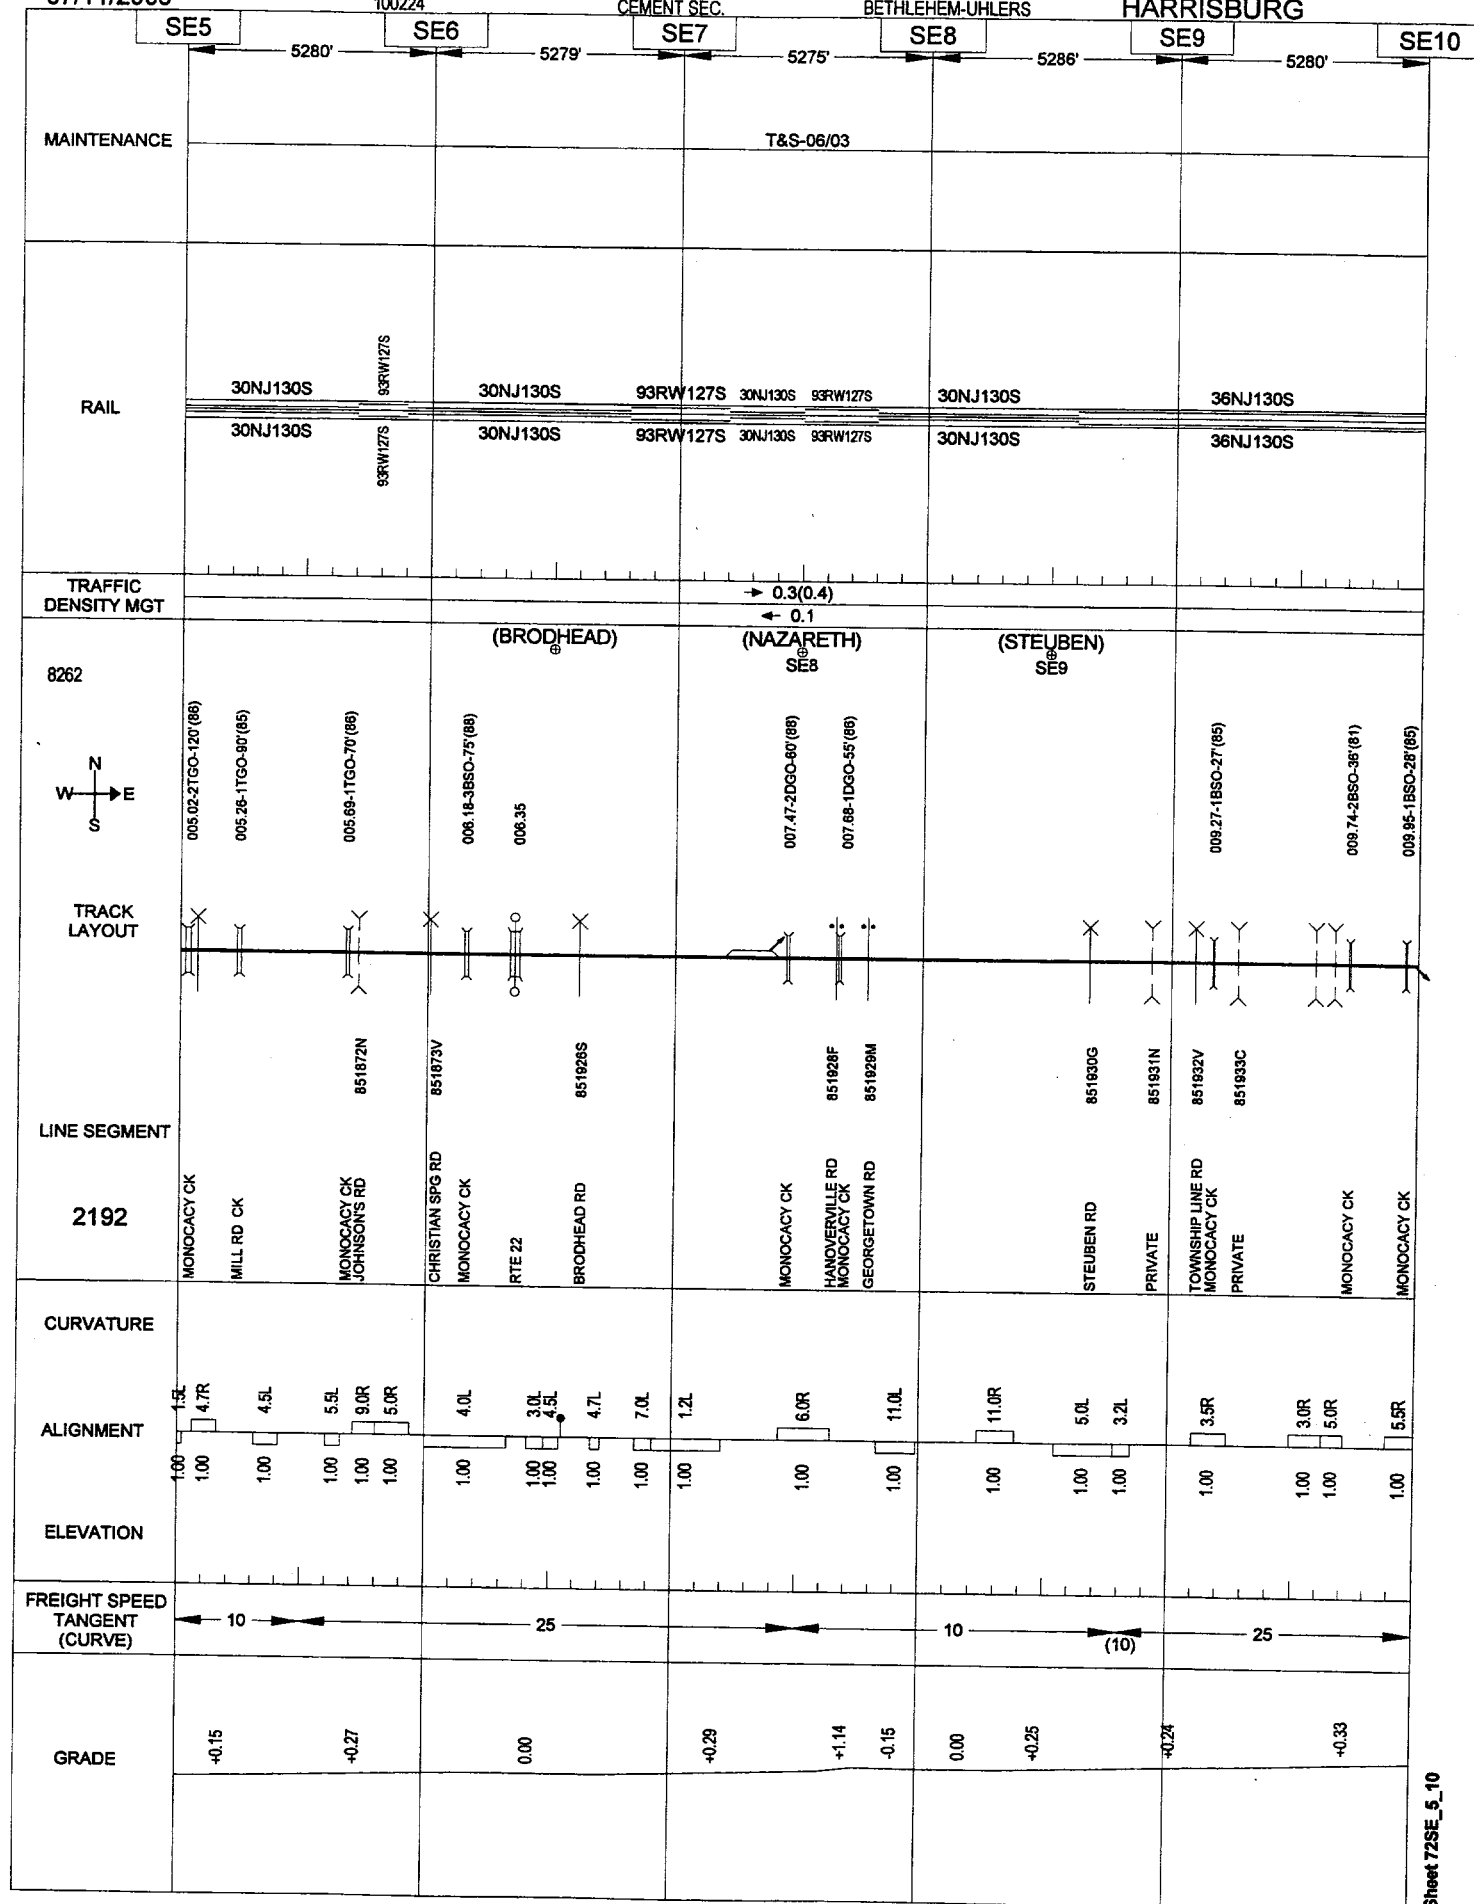 100224 CEMENT SEC. BETHLEHEM-UHLERS HARRISBURG
SE5 SE6 SE7 SE8 SE9 SE10
5280' 5279' 5275' 5286' 5280'
MAINTENANCE T&S-06/03
93RW127S
30NJ130S 30NJ130S 93RW127S 30NJ130S 93RW127S 30NJ130S 36NJ130S
RAIL
30NJ130S 30NJ130S 93RW127S 30NJ130S 93RW127S 30NJ130S 36NJ130S
93RW127S
TRAFFIC
DENSITY MGT
0.3(0.4)
0.1
(BRODHEAD) (NAZARETH) (STEUBEN)
SE8 SE9
8262
N
W E
S
005.02-2TGO-120'(86)
005.26-1TGO-90'(85)
005.69-1TGO-70'(86)
006.18-3BSO-75'(88)
006.35
007.47-2DGO-60'(88)
007.68-1DGO-55'(86)
009.27-1BSO-27'(85)
009.74-2BSO-36'(81)
009.95-1BSO-28'(85)
TRACK
LAYOUT
851872N
851873V
851926S
851928F
851929M
851930G
851931N
851932V
851933C
LINE SEGMENT
2192
MONOCACY CK
MILL RD CK
MONOCACY CK
JOHNSON'S RD
CHRISTIAN SPG RD
MONOCACY CK
RTE 22
BRODHEAD RD
MONOCACY CK
HANOVERVILLE RD
MONOCACY CK
GEORGETOWN RD
STEUBEN RD
PRIVATE
TOWNSHIP LINE RD
MONOCACY CK
PRIVATE
MONOCACY CK
MONOCACY CK
CURVATURE
1.5L 4.7R 4.5L 5.5L 9.0R 5.0R 4.0L 3.0L 4.5L 4.7L 7.0L 1.2L 6.0R 11.0L 11.0R 5.0L 3.2L 3.5R 3.0R 5.0R 5.5R
ALIGNMENT
1.00 1.00 1.00 1.00 1.00 1.00 1.00 1.00 1.00 1.00 1.00 1.00 1.00 1.00 1.00 1.00 1.00 1.00 1.00 1.00 1.00
ELEVATION
FREIGHT SPEED
TANGENT
(CURVE)
10 25 10 (10) 25
GRADE
+0.15 +0.27 0.00 +0.29 +1.14 -0.15 0.00 +0.25 +0.24 +0.33
Sheet 72SE_5_10